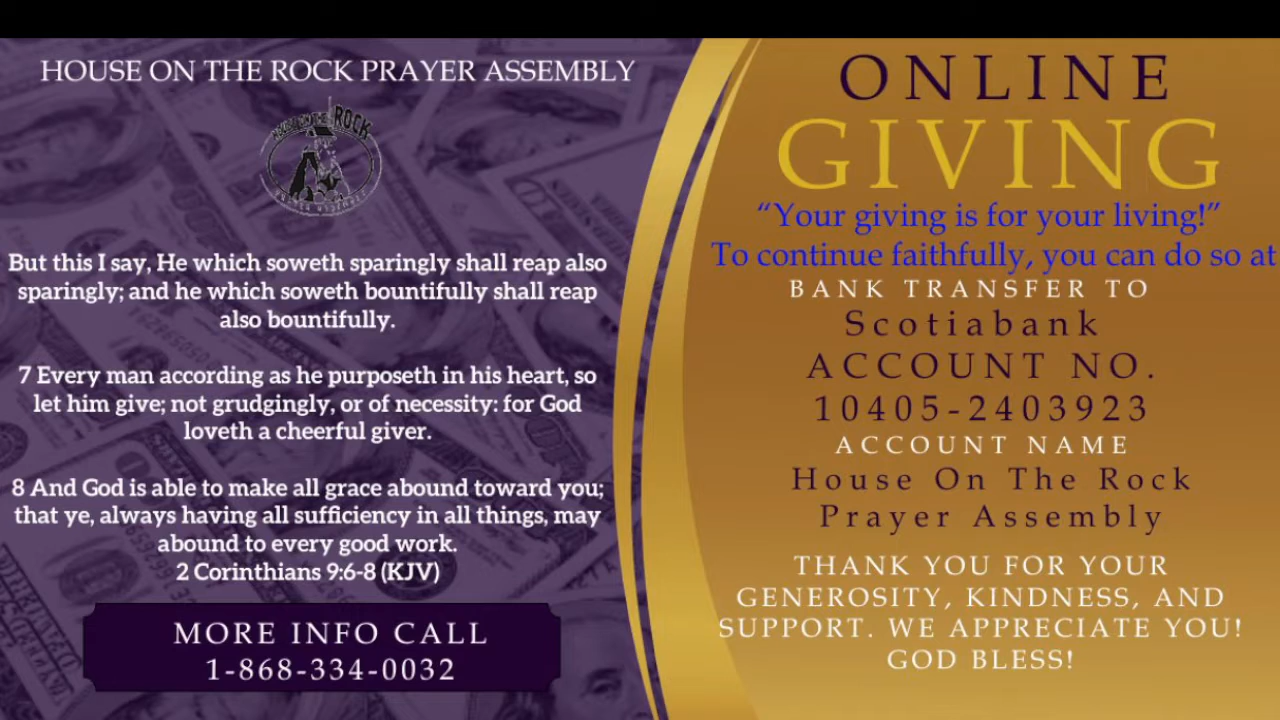 HOUSE ON THE ROCK PRAYER ASSEMBLY
ROCK
But this I say, He which soweth sparingly shall reap also
sparingly; and he which soweth bountifully shall reap
also bountifully.
7 Every man according as he purposeth in his heart, so
let him give; not grudgingly, or of necessity: for God
loveth a cheerful giver.
8 And God is able to make all grace abound toward you;
that ye, always having all sufficiency in all things, may
abound to every good work.
2 Corinthians 9:6-8 (KJV)
MORE INFO CALL
1-868-334-0032
ONLINE
GIVING
“Your giving is for your living!”
To continue faithfully, you can do so at
BANK TRANSFER TO
Scotiabank
ACCOUNT NO.
10405-2403923
ACCOUNT NAME
House On The Rock
Prayer Assembly
THANK YOU FOR YOUR
GENEROSITY, KINDNESS, AND
SUPPORT. WE APPRECIATE YOU!
GOD BLESS!